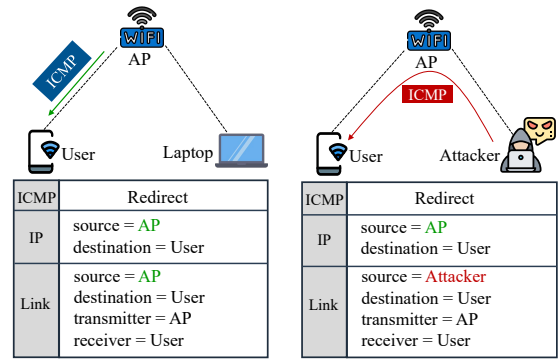 WiFi
AP
ICMP
User
Laptop
ICMP Redirect
IP
source = AP
destination = User
Link
source = AP
destination = User
transmitter = AP
receiver = User
WiFi
AP
ICMP
User
Attacker
ICMP Redirect
IP
source = AP
destination = User
Link
source = Attacker
destination = User
transmitter = AP
receiver = User